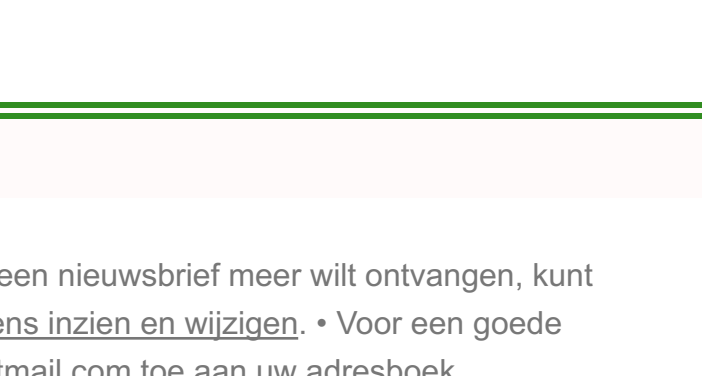 een nieuwsbrief meer wilt ontvangen, kunt
ens inzien en wijzigen. • Voor een goede
tmail.com toe aan uw adresboek.